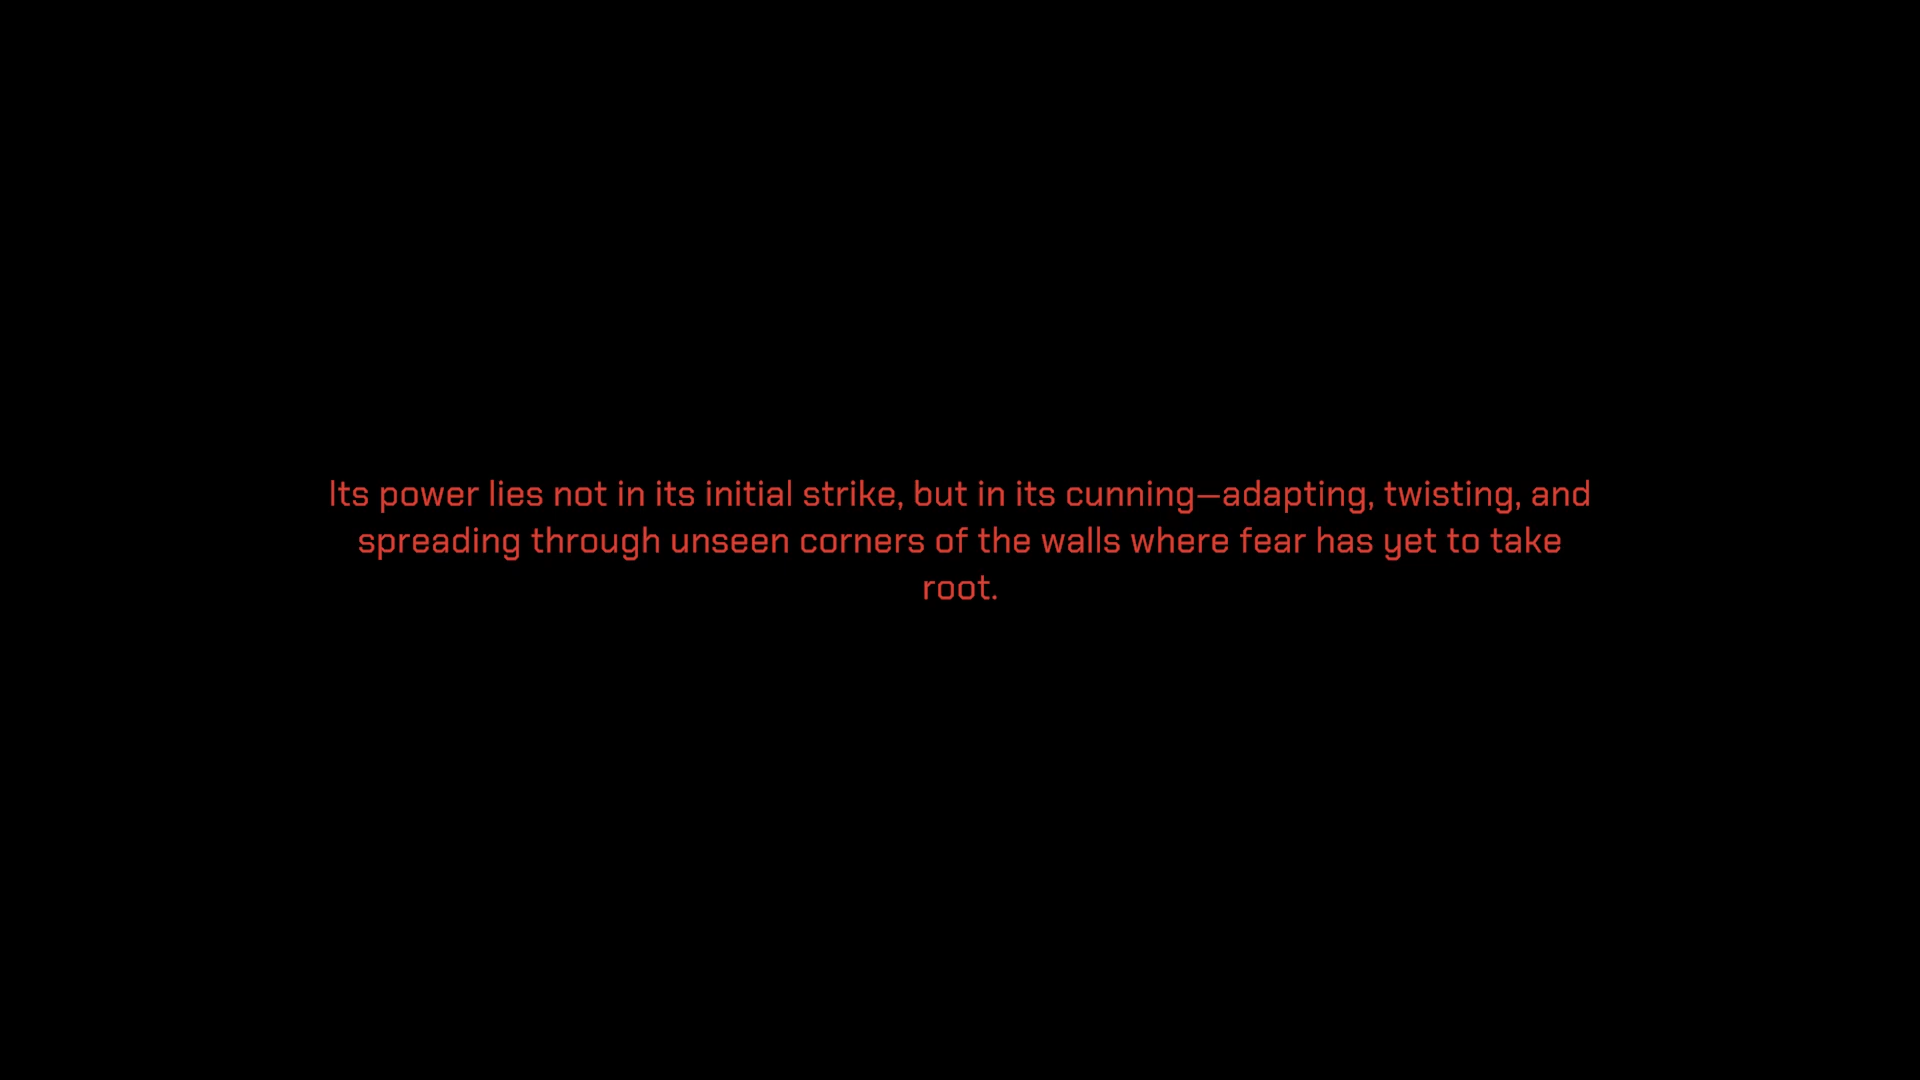 Its power lies not in its initial strike, but in its cunning—adapting, twisting, and
spreading through unseen corners of the walls where fear has yet to take
root.